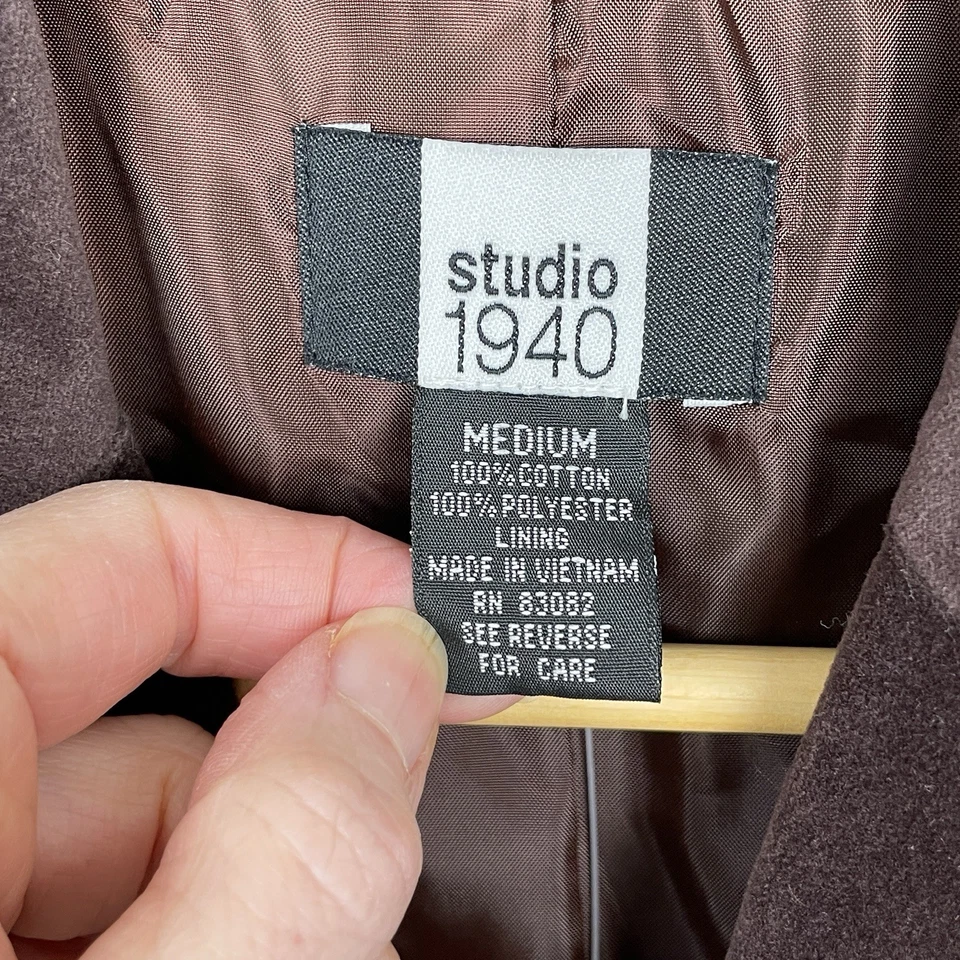 studio
1940
MEDIUM
100% COTTON
100% POLYESTER
LINING
MADE IN VIETNAM
RN 83082
SEE REVERSE
FOR CARE